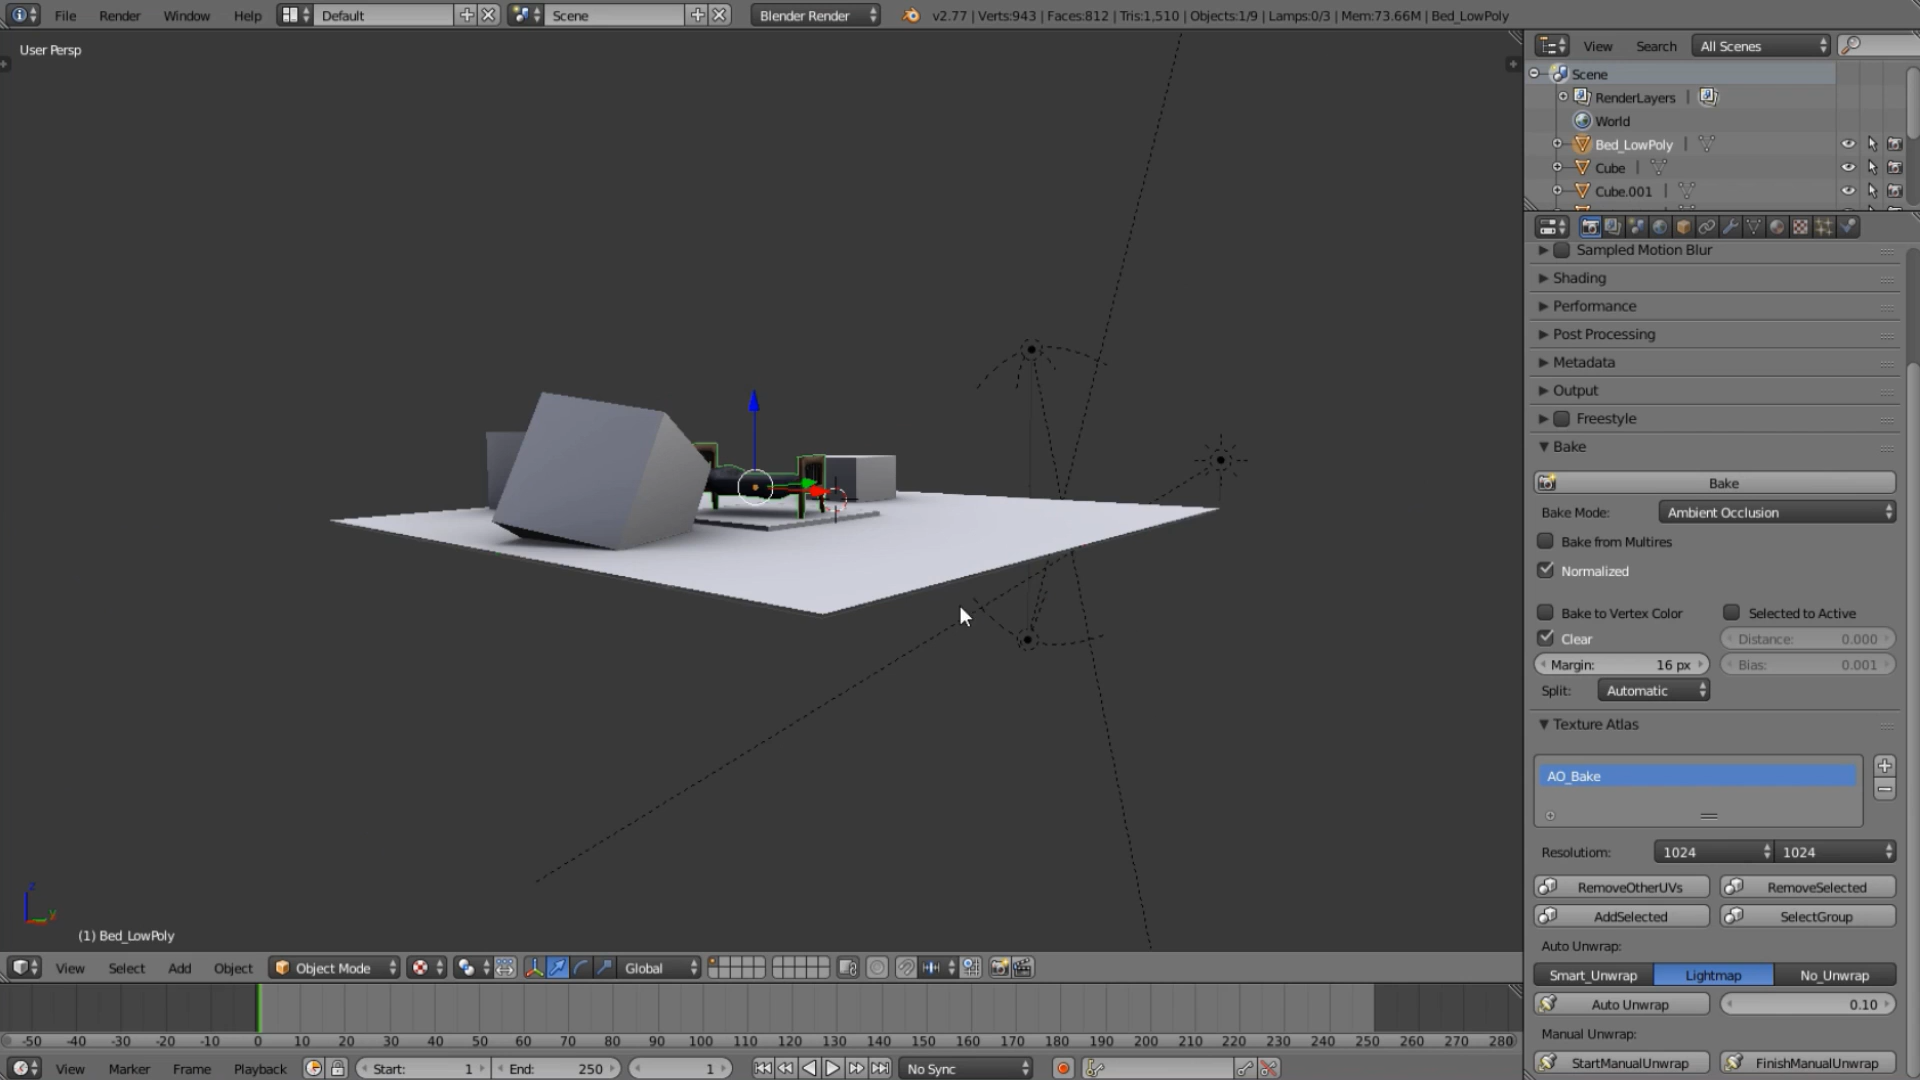 File Render Window Help Default Scene Blender Render v2.77 | Verts:943 | Faces:812 | Tris:1,510 | Objects:1/9 | Lamps:0/3 | Mem:73.66M | Bed_LowPoly
User Persp
View Search All Scenes
Scene
RenderLayers |
World
Bed_LowPoly |
Cube |
Cube.001 |
Sampled Motion Blur
Shading
Performance
Post Processing
Metadata
Output
Freestyle
Bake
Bake
Bake Mode: Ambient Occlusion
Bake from Multires
Normalized
Bake to Vertex Color Selected to Active
Clear Distance: 0.000
Margin: 16 px Bias: 0.001
Split: Automatic
Texture Atlas
AO_Bake
Resolutiom: 1024 1024
RemoveOtherUVs RemoveSelected
AddSelected SelectGroup
Auto Unwrap:
Smart_Unwrap Lightmap No_Unwrap
Auto Unwrap 0.10
Manual Unwrap:
StartManualUnwrap FinishManualUnwrap
z
y
(1) Bed_LowPoly
View Select Add Object Object Mode Global
-50 -40 -30 -20 -10 0 10 20 30 40 50 60 70 80 90 100 110 120 130 140 150 160 170 180 190 200 210 220 230 240 250 260 270 280
View Marker Frame Playback Start: 1 End: 250 1 No Sync